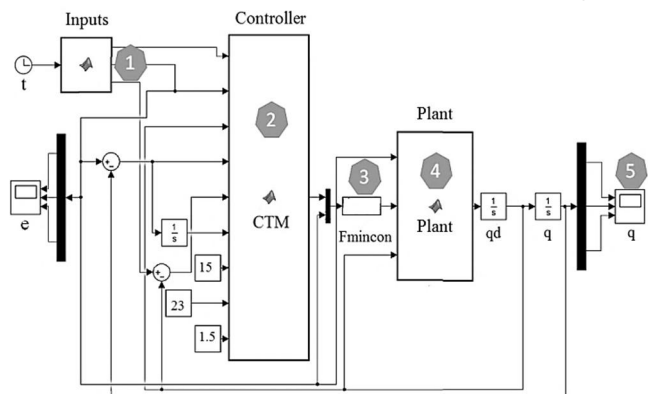 Controller
Inputs
1
t
2
Plant
3
4
5
+-
e
1/s
CTM
Fmincon
Plant
1/s
qd
1/s
q
q
+-
15
23
1.5